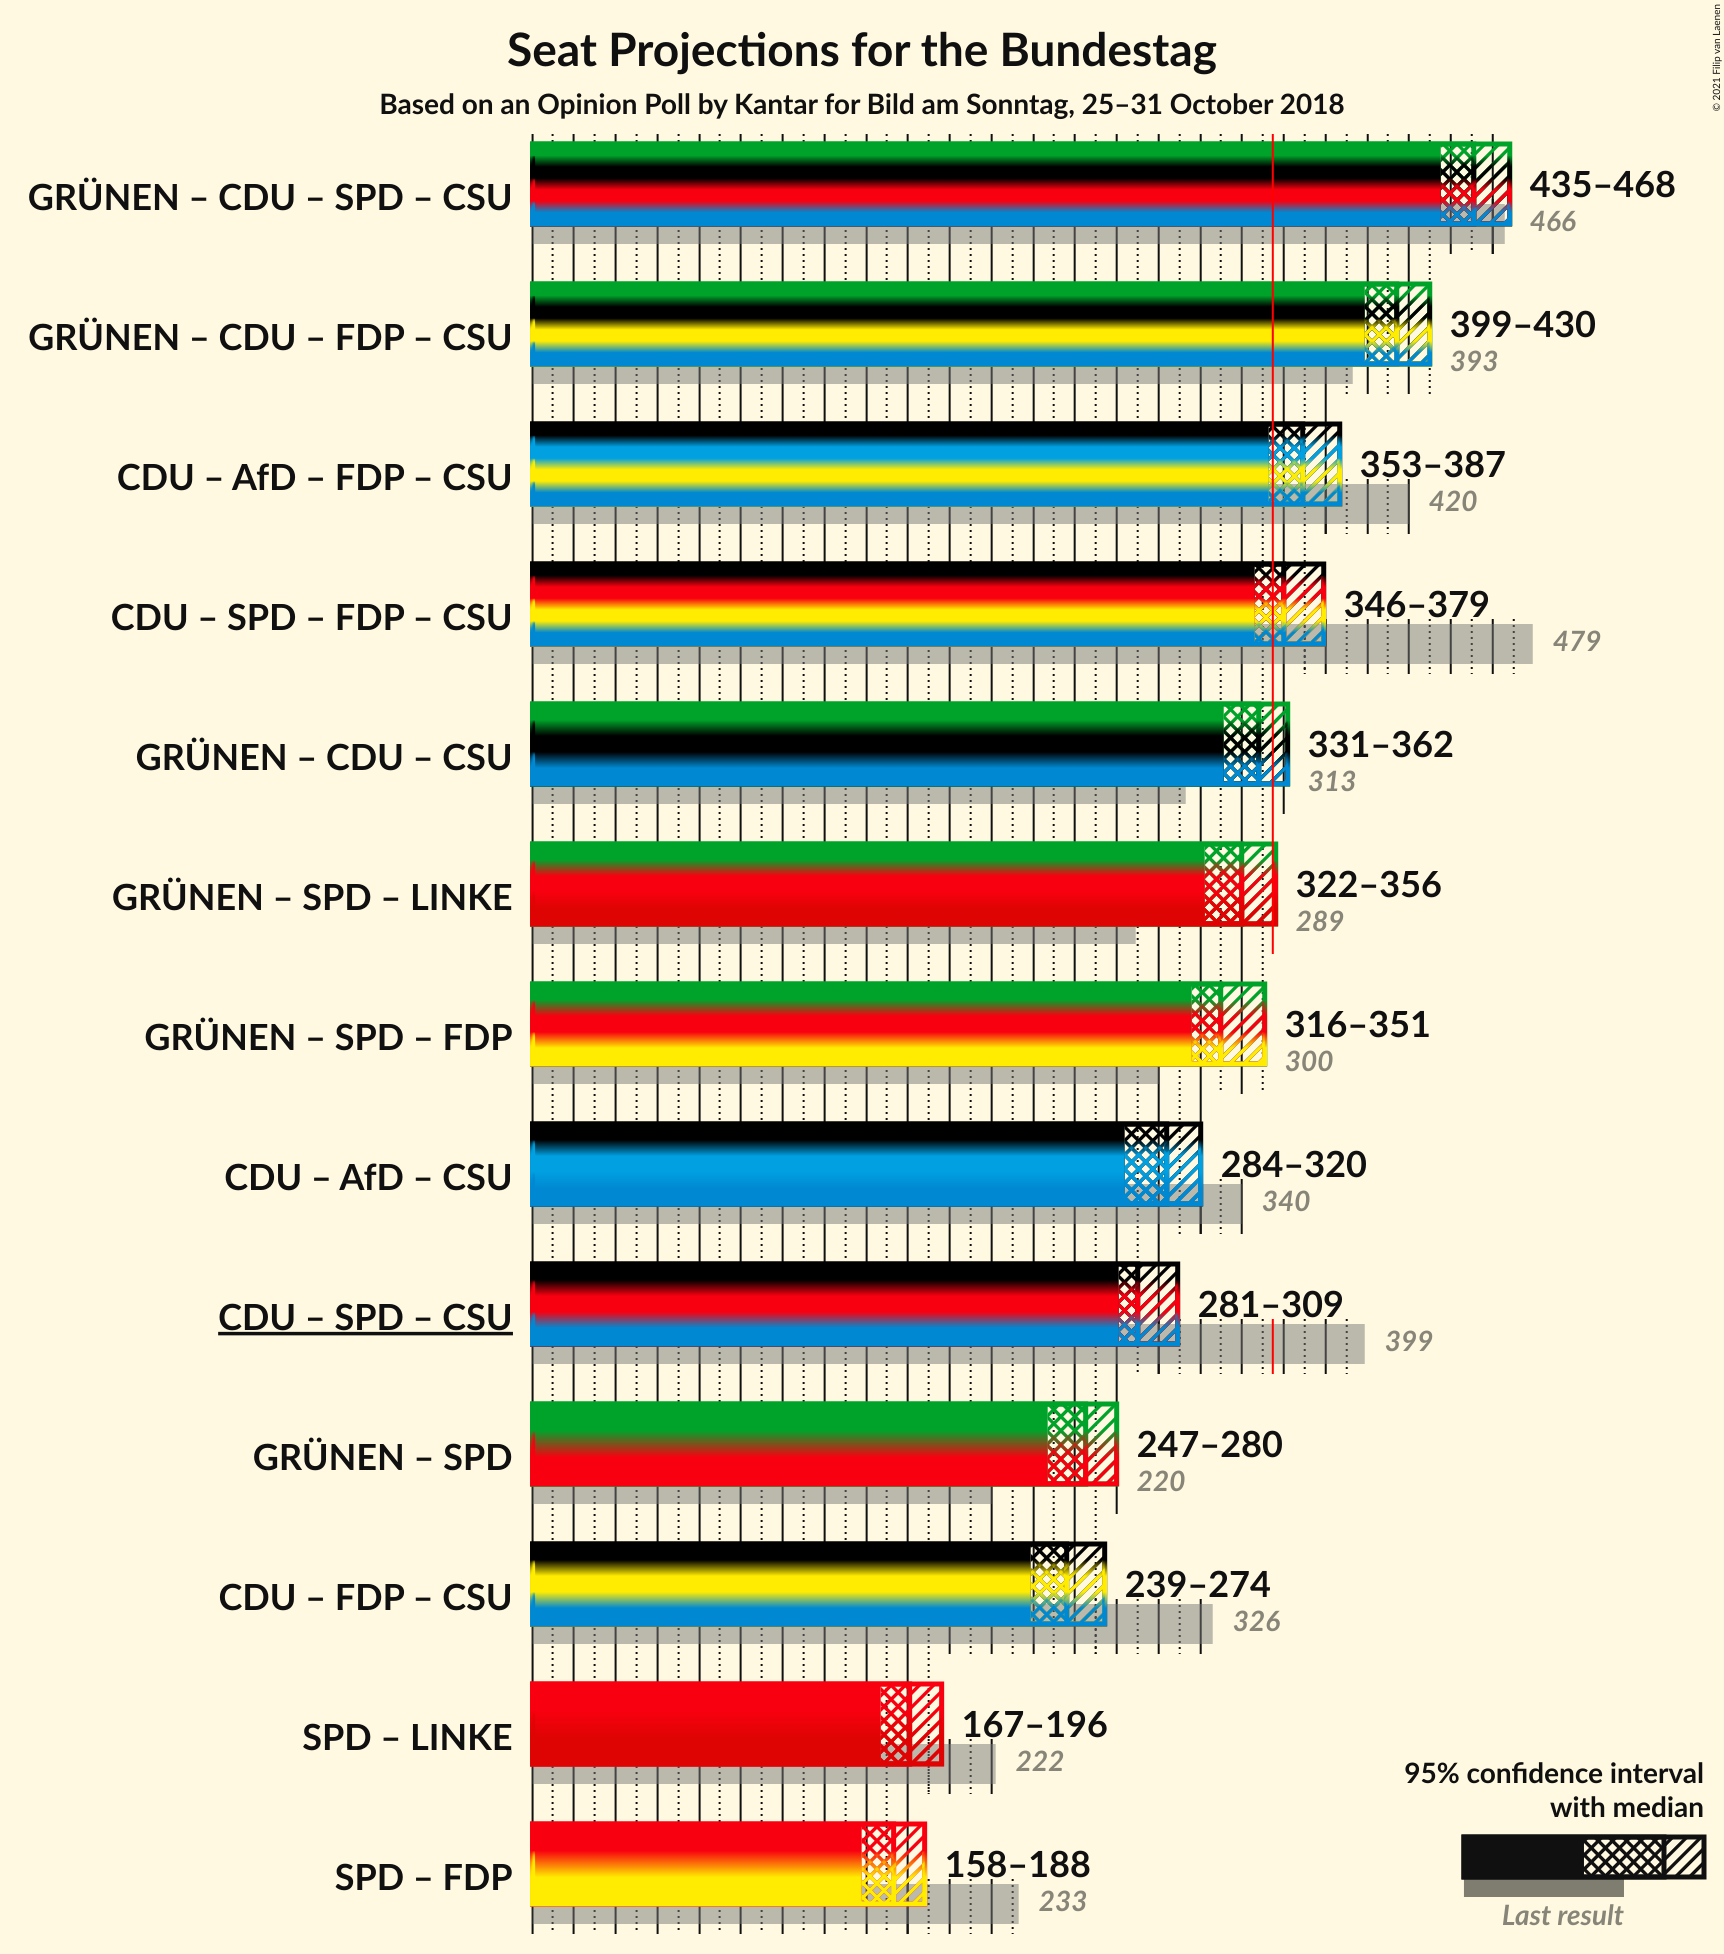 Seat Projections for the Bundestag
Based on an Opinion Poll by Kantar for Bild am Sonntag, 25–31 October 2018
© 2021 Filip van Laenen
GRÜNEN – CDU – SPD – CSU
435–468
466
GRÜNEN – CDU – FDP – CSU
399–430
393
CDU – AfD – FDP – CSU
353–387
420
CDU – SPD – FDP – CSU
346–379
479
GRÜNEN – CDU – CSU
331–362
313
GRÜNEN – SPD – LINKE
322–356
289
GRÜNEN – SPD – FDP
316–351
300
CDU – AfD – CSU
284–320
340
CDU – SPD – CSU
281–309
399
GRÜNEN – SPD
247–280
220
CDU – FDP – CSU
239–274
326
SPD – LINKE
167–196
222
SPD – FDP
158–188
233
95% confidence interval
with median
Last result